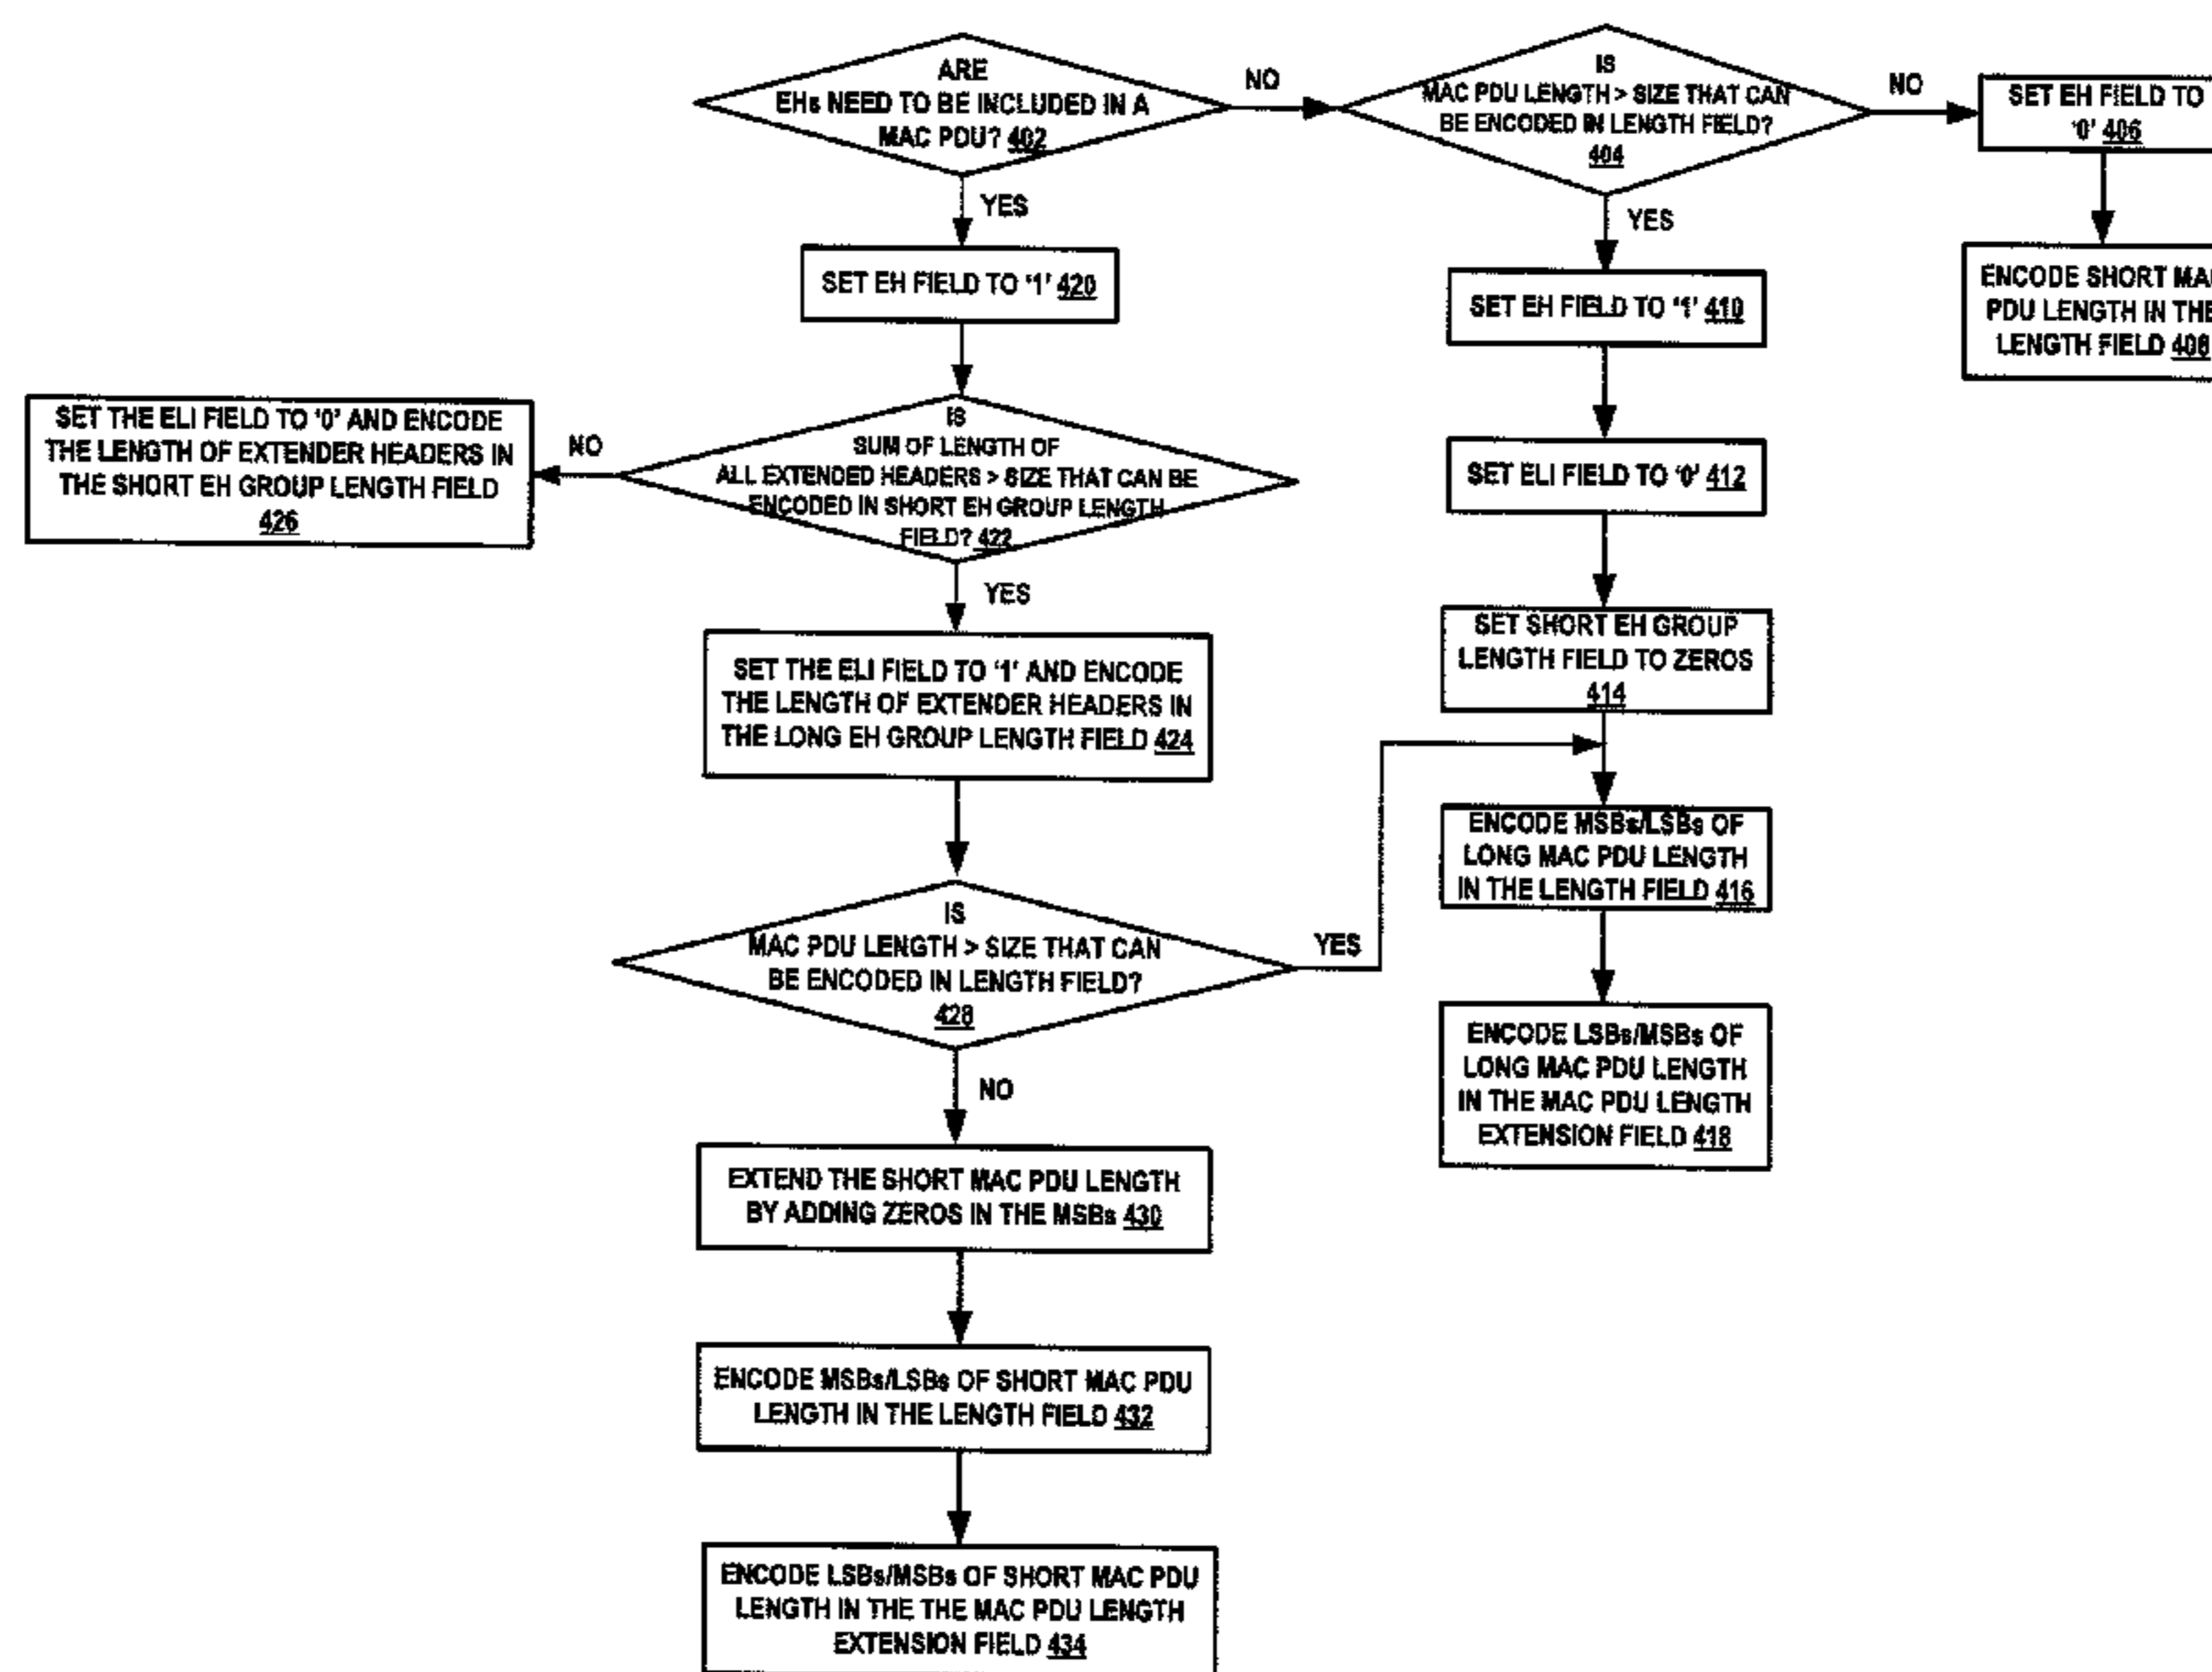 ARE
EHs NEED TO BE INCLUDED IN A
MAC PDU? 402
NO
IS
MAC PDU LENGTH > SIZE THAT CAN
BE ENCODED IN LENGTH FIELD?
404
NO
SET EH FIELD TO
'0' 406
YES
YES
SET EH FIELD TO '1' 420
SET EH FIELD TO '1' 410
ENCODE SHORT MAC
PDU LENGTH IN THE
LENGTH FIELD 408
SET THE ELI FIELD TO '0' AND ENCODE
THE LENGTH OF EXTENDER HEADERS IN
THE SHORT EH GROUP LENGTH FIELD
426
NO
IS
SUM OF LENGTH OF
ALL EXTENDED HEADERS > SIZE THAT CAN BE
ENCODED IN SHORT EH GROUP LENGTH
FIELD? 422
SET ELI FIELD TO '0' 412
YES
SET SHORT EH GROUP
LENGTH FIELD TO ZEROS
414
SET THE ELI FIELD TO '1' AND ENCODE
THE LENGTH OF EXTENDER HEADERS IN
THE LONG EH GROUP LENGTH FIELD 424
ENCODE MSBs/LSBs OF
LONG MAC PDU LENGTH
IN THE LENGTH FIELD 416
IS
MAC PDU LENGTH > SIZE THAT CAN
BE ENCODED IN LENGTH FIELD?
428
YES
ENCODE LSBs/MSBs OF
LONG MAC PDU LENGTH
IN THE MAC PDU LENGTH
EXTENSION FIELD 418
NO
EXTEND THE SHORT MAC PDU LENGTH
BY ADDING ZEROS IN THE MSBs 430
ENCODE MSBs/LSBs OF SHORT MAC PDU
LENGTH IN THE LENGTH FIELD 432
ENCODE LSBs/MSBs OF SHORT MAC PDU
LENGTH IN THE THE MAC PDU LENGTH
EXTENSION FIELD 434